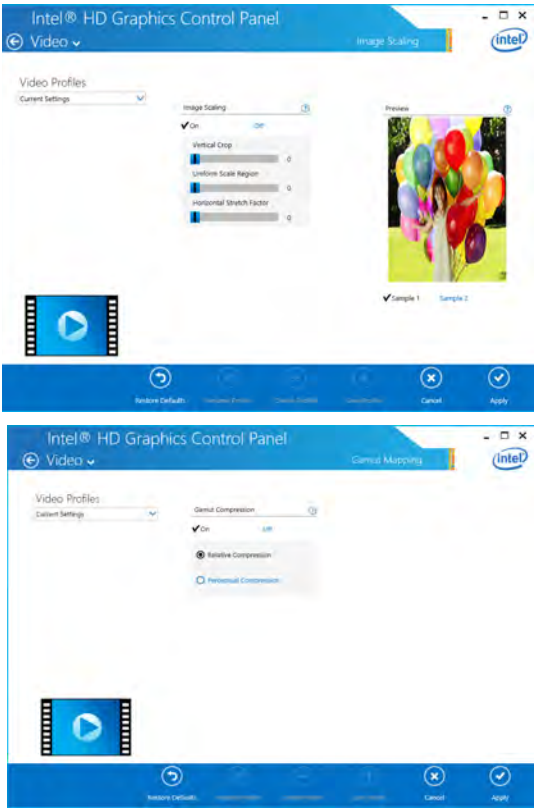 Intel® HD Graphics Control Panel
Video
Image Scaling
intel
Video Profiles
Current Settings
Image Scaling
Preview
On Off
Vertical Crop
0
Uniform Scale Region
0
Horizontal Stretch Factor
0
Sample 1 Sample 2
Restore Defaults
Cancel
Apply
Intel® HD Graphics Control Panel
Video
Gamut Mapping
intel
Video Profiles
Current Settings
Gamut Compression
On Off
Relative Compression
Perceptual Compression
Restore Defaults
Cancel
Apply